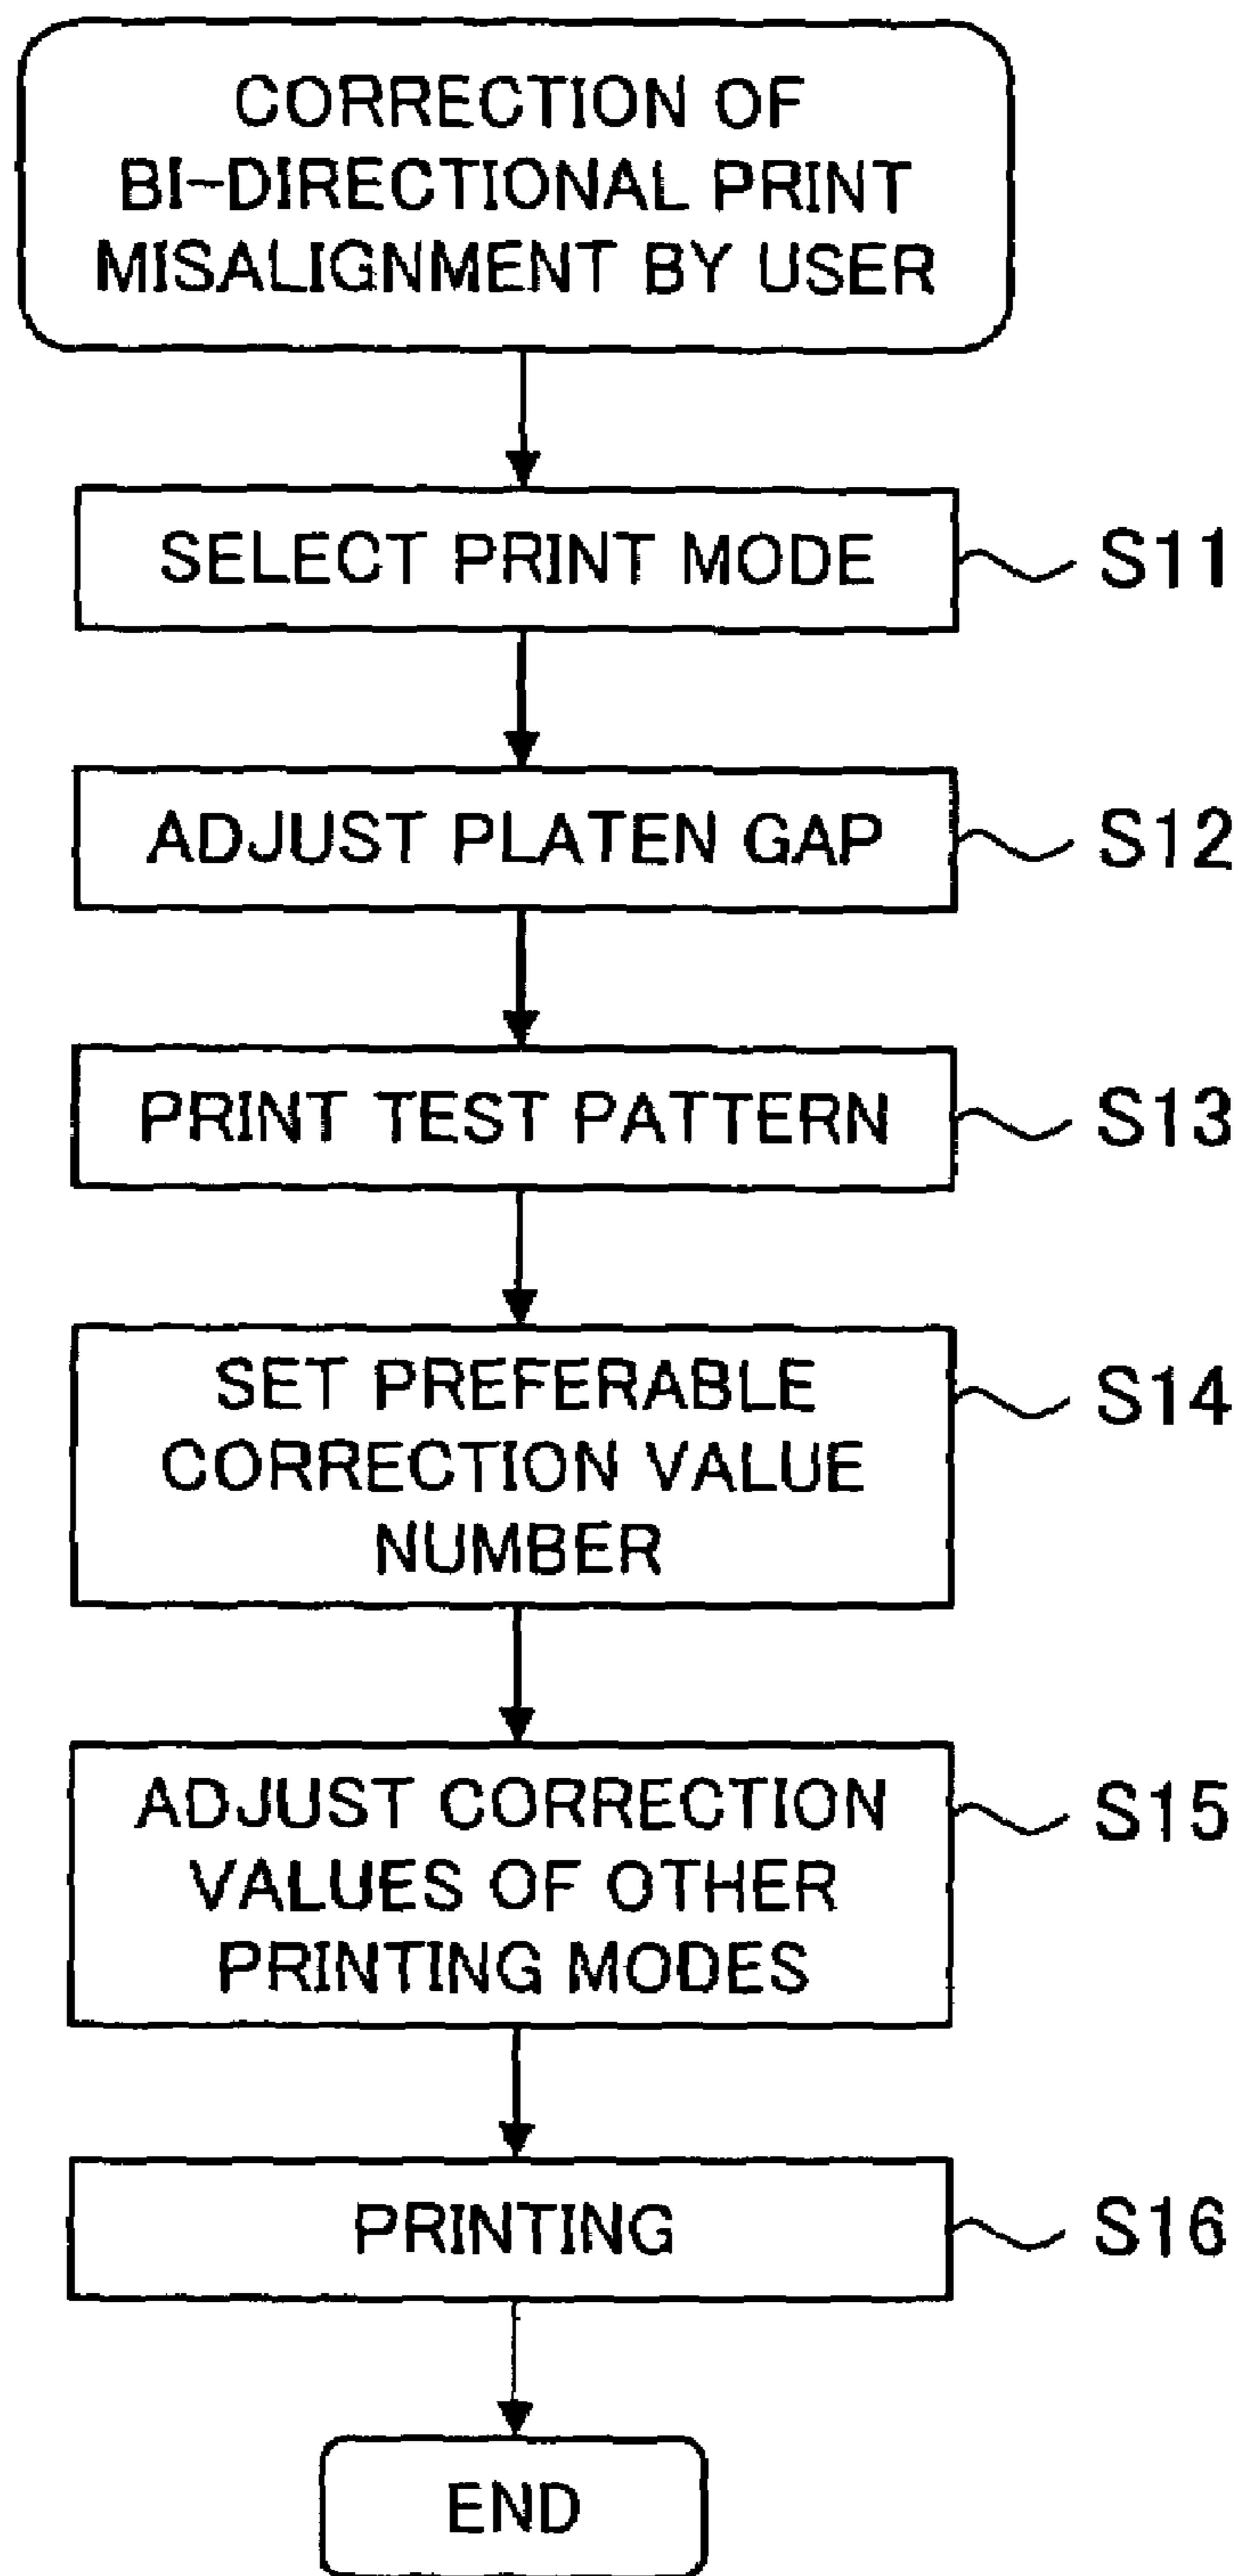 CORRECTION OF
BI-DIRECTIONAL PRINT
MISALIGNMENT BY USER
SELECT PRINT MODE
S11
ADJUST PLATEN GAP
S12
PRINT TEST PATTERN
S13
SET PREFERABLE
CORRECTION VALUE
NUMBER
S14
ADJUST CORRECTION
VALUES OF OTHER
PRINTING MODES
S15
PRINTING
S16
END